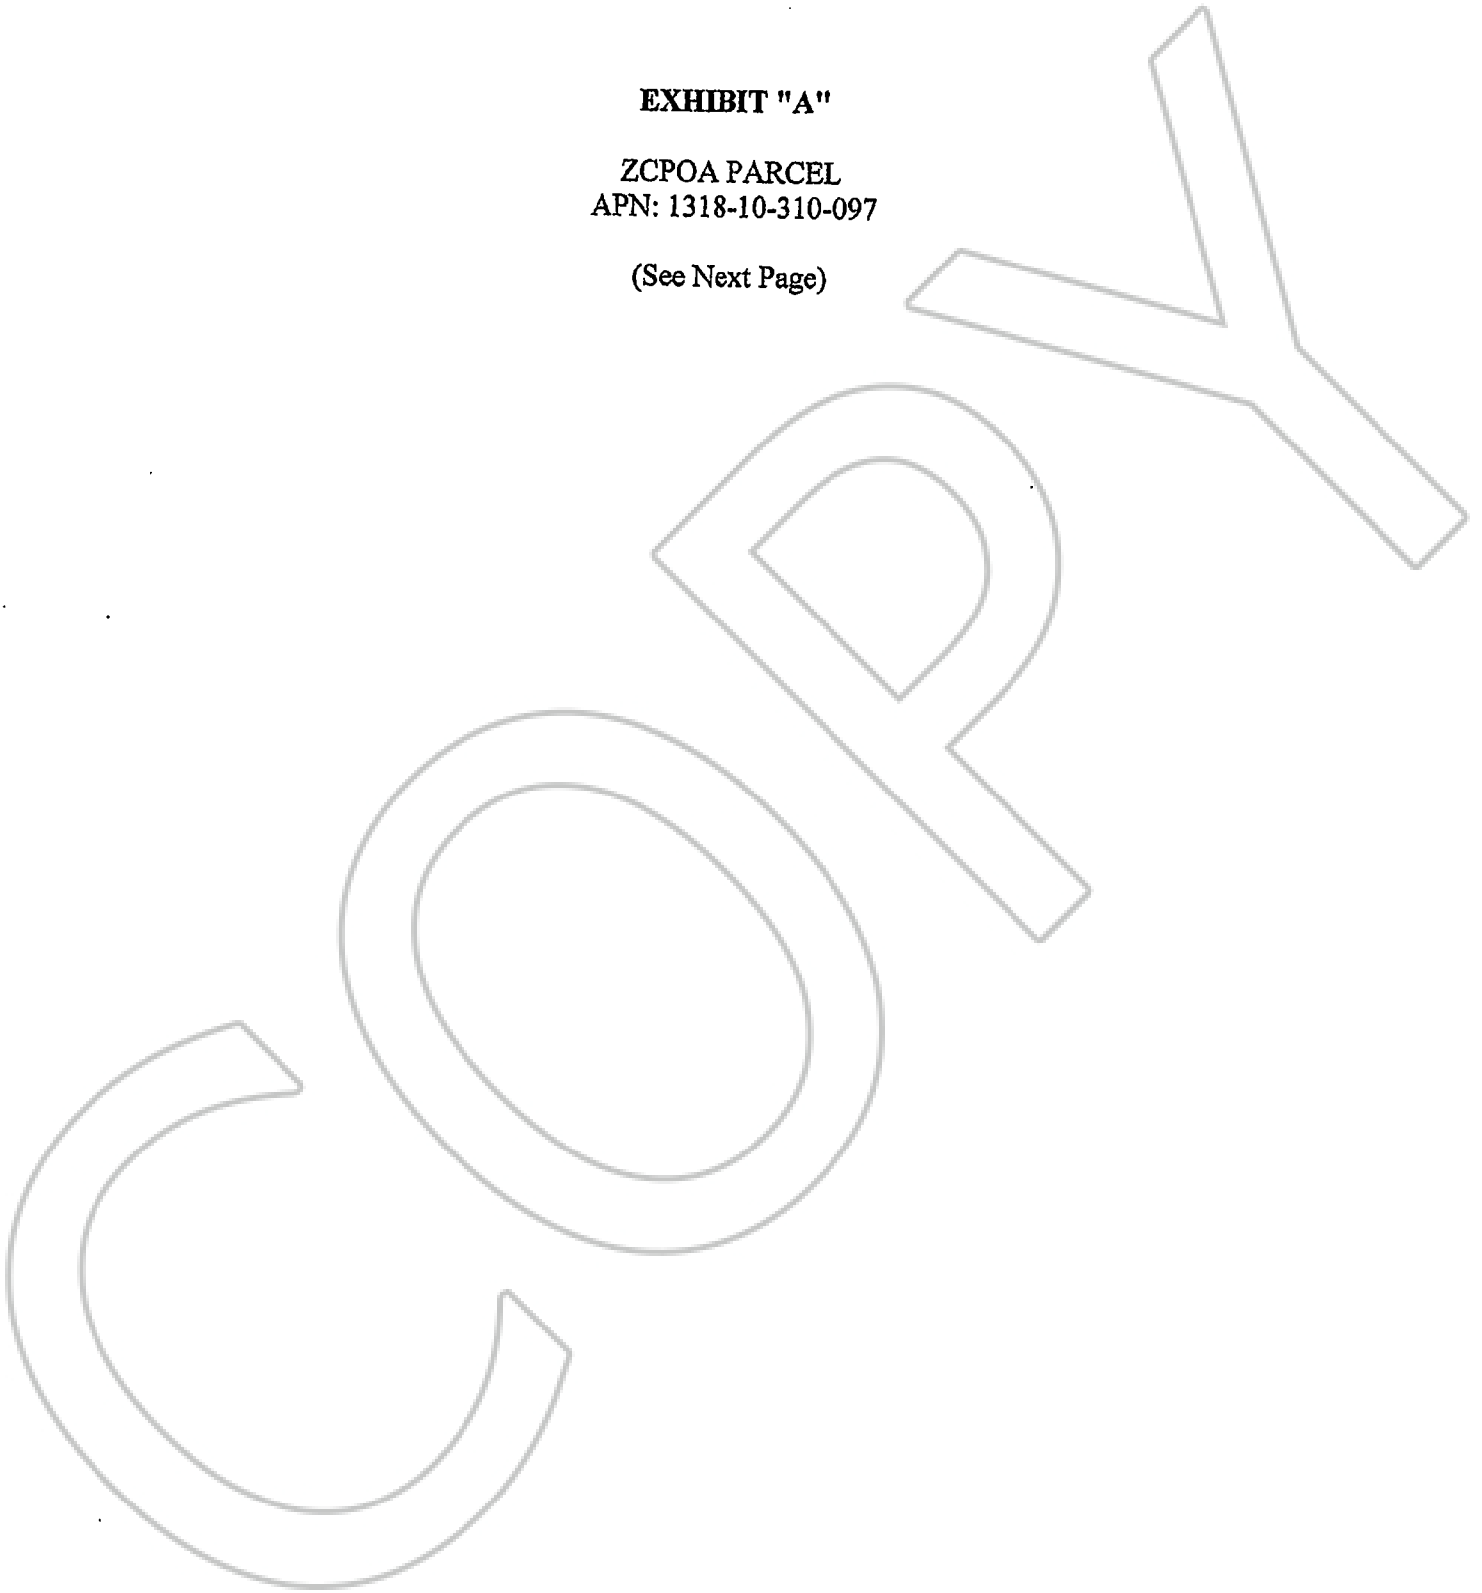 EXHIBIT "A"
ZCPOA PARCEL
APN: 1318-10-310-097
(See Next Page)
COPY